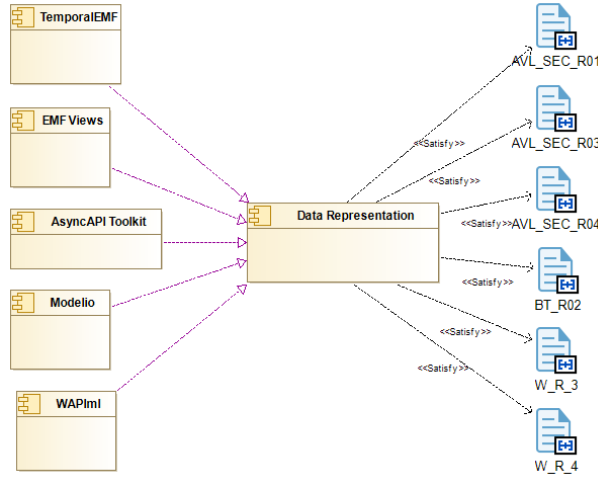 TemporalEMF
EMF Views
AsyncAPI Toolkit
Modelio
WAPIml
Data Representation
<<Satisfy>>
<<Satisfy>>
<<Satisfy>>
<<Satisfy>>
<<Satisfy>>
<<Satisfy>>
AVL_SEC_R01
AVL_SEC_R03
AVL_SEC_R04
BT_R02
W_R_3
W_R_4